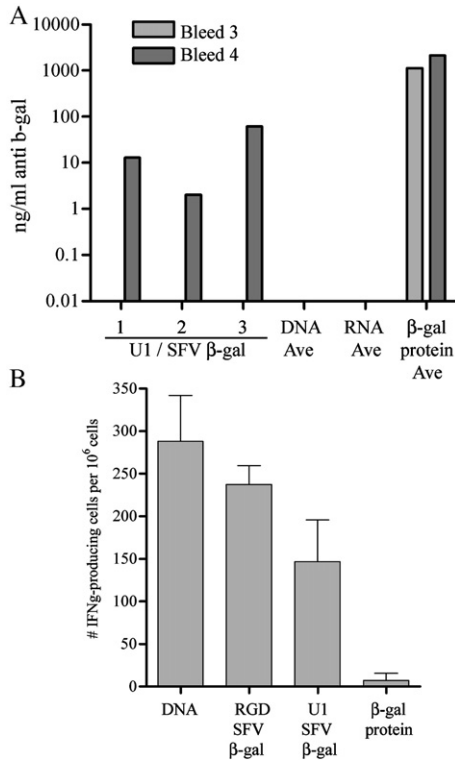 A
Bleed 3
Bleed 4
ng/ml anti b-gal
10000
1000
100
10
1
0.1
0.01
1 2 3 DNA RNA β-gal
U1 / SFV β-gal Ave Ave protein
Ave
B
# IFNg-producing cells per 10⁶ cells
350
300
250
200
150
100
50
0
DNA RGD U1 β-gal
SFV SFV protein
β-gal β-gal